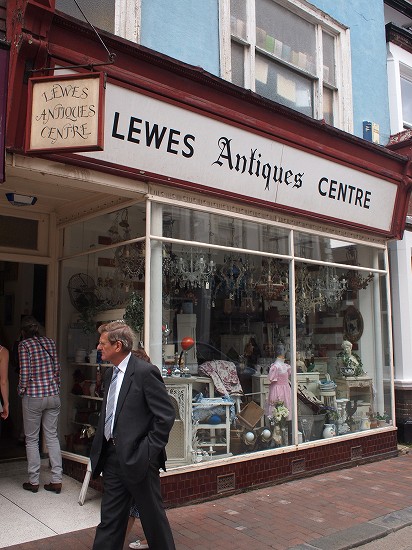 LEWES
ANTIQUES
CENTRE
LEWES Antiques CENTRE